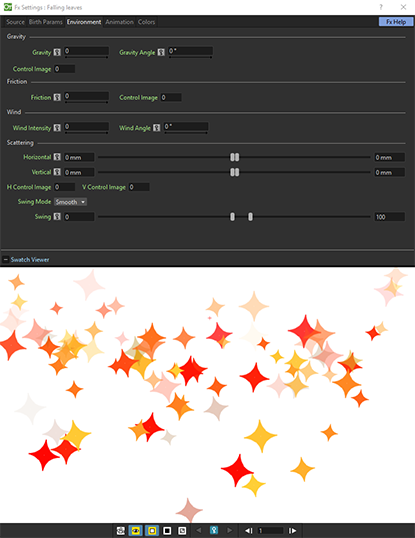 Fx Settings : Falling leaves
Source Birth Params Environment Animation Colors Fx Help
Gravity
Gravity 0 Gravity Angle 0 °
Control Image 0
Friction
Friction 0 Control Image 0
Wind
Wind Intensity 0 Wind Angle 0 °
Scattering
Horizontal 0 mm 0 mm
Vertical 0 mm 0 mm
H Control Image 0 V Control Image 0
Swing Mode Smooth
Swing 0 100
Swatch Viewer
1